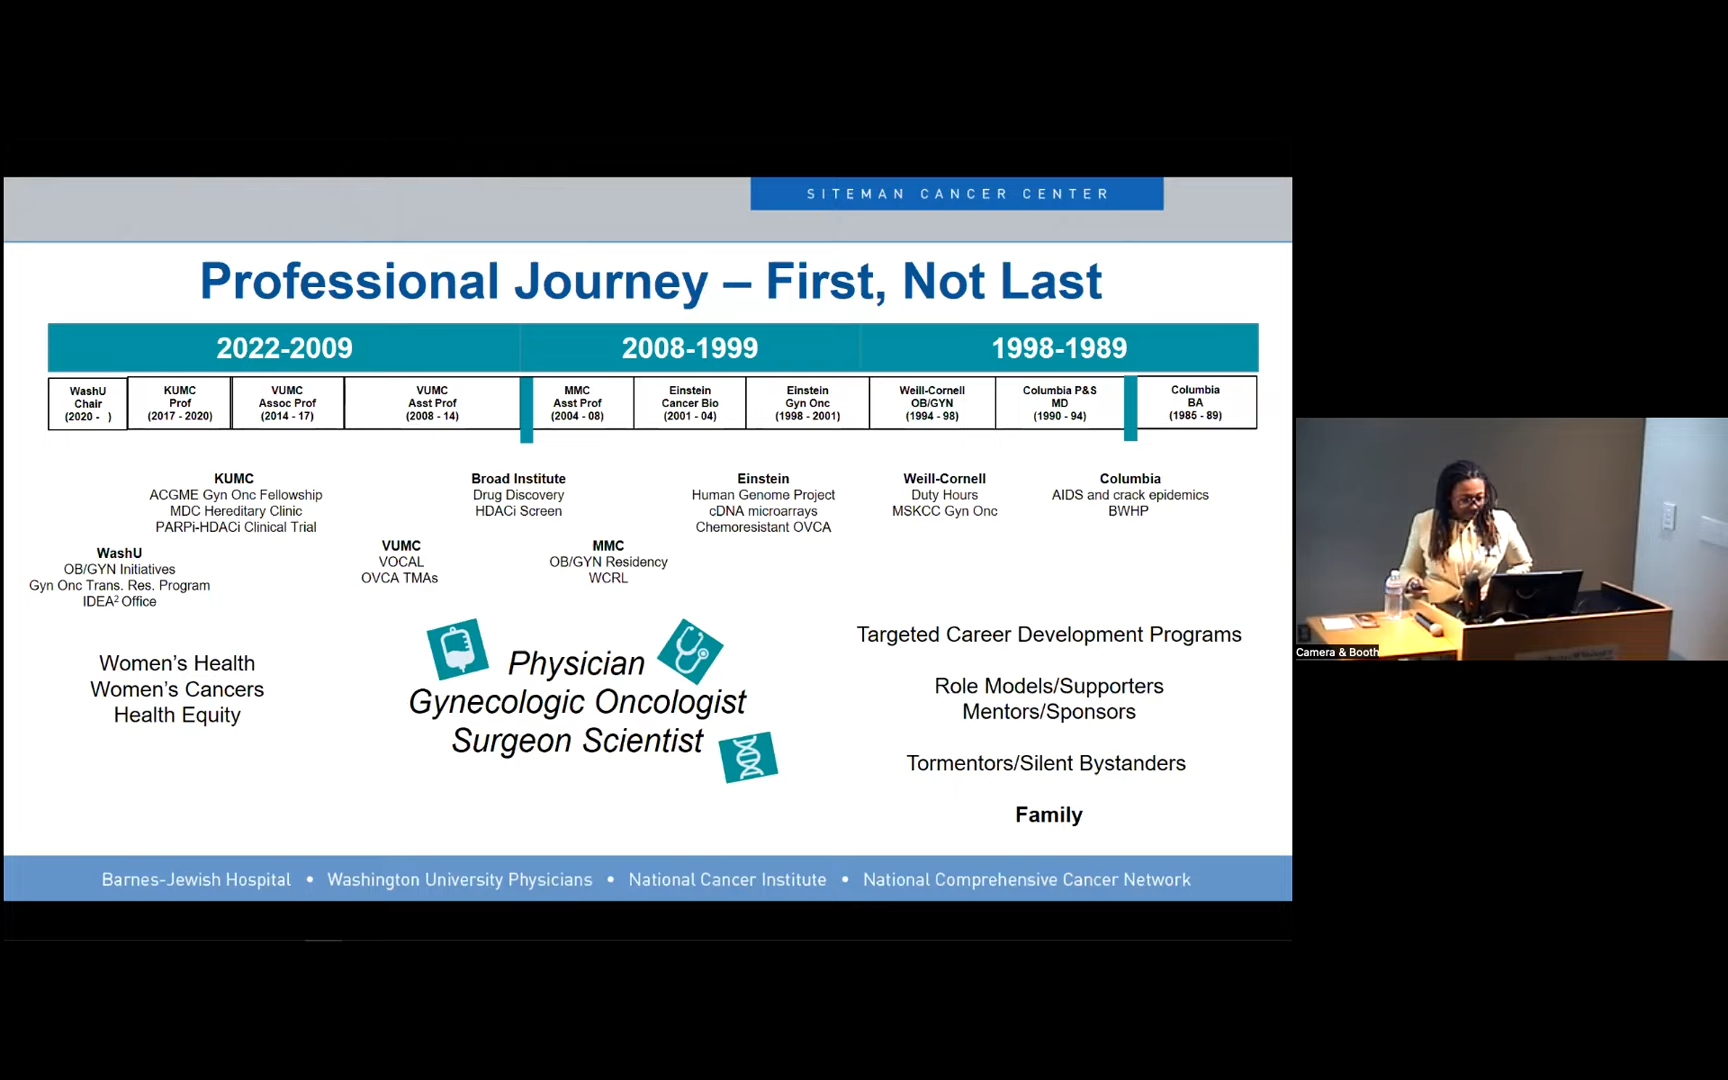 SITEMAN CANCER CENTER
Professional Journey – First, Not Last
2022-2009
2008-1999
1998-1989
WashU
Chair
(2020 - )
KUMC
Prof
(2017 - 2020)
VUMC
Assoc Prof
(2014 - 17)
VUMC
Asst Prof
(2008 - 14)
MMC
Asst Prof
(2004 - 08)
Einstein
Cancer Bio
(2001 - 04)
Einstein
Gyn Onc
(1998 - 2001)
Weill-Cornell
OB/GYN
(1994 - 98)
Columbia P&S
MD
(1990 - 94)
Columbia
BA
(1985 - 89)
KUMC
ACGME Gyn Onc Fellowship
MDC Hereditary Clinic
PARPi-HDACi Clinical Trial
Broad Institute
Drug Discovery
HDACi Screen
Einstein
Human Genome Project
cDNA microarrays
Chemoresistant OVCA
Weill-Cornell
Duty Hours
MSKCC Gyn Onc
Columbia
AIDS and crack epidemics
BWHP
WashU
OB/GYN Initiatives
Gyn Onc Trans. Res. Program
IDEA² Office
VUMC
VOCAL
OVCA TMAs
MMC
OB/GYN Residency
WCRL
Women's Health
Women's Cancers
Health Equity
Physician
Gynecologic Oncologist
Surgeon Scientist
Targeted Career Development Programs
Role Models/Supporters
Mentors/Sponsors
Tormentors/Silent Bystanders
Family
Barnes-Jewish Hospital • Washington University Physicians • National Cancer Institute • National Comprehensive Cancer Network
Camera & Booth